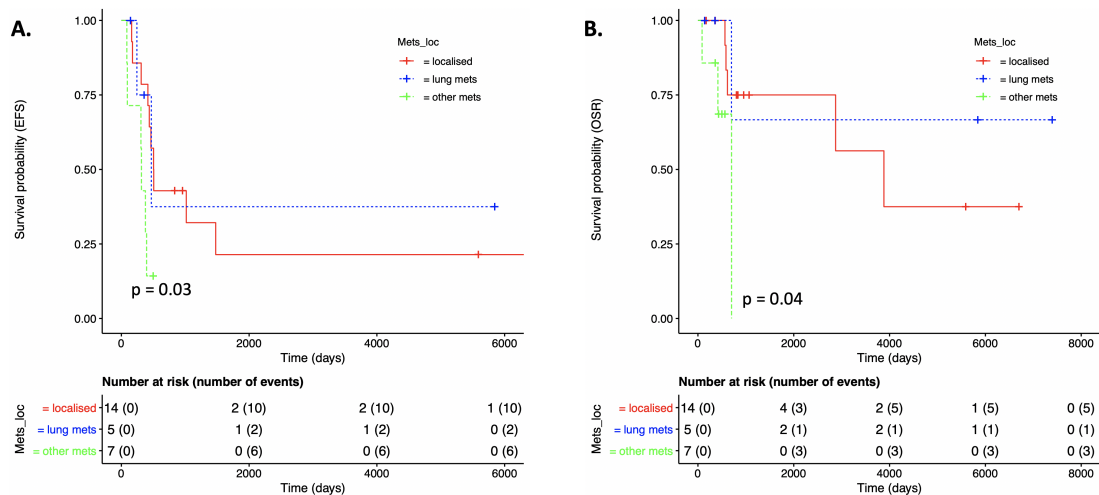 A.
Survival probability (EFS)
1.00
0.75
0.50
0.25
0.00
Mets_loc
= localised
= lung mets
= other mets
p = 0.03
0 2000 4000 6000
Time (days)
Number at risk (number of events)
Mets_loc
= localised 14 (0) 2 (10) 2 (10) 1 (10)
= lung mets 5 (0) 1 (2) 1 (2) 0 (2)
= other mets 7 (0) 0 (6) 0 (6) 0 (6)
0 2000 4000 6000
Time (days)
B.
Survival probability (OSR)
1.00
0.75
0.50
0.25
0.00
Mets_loc
= localised
= lung mets
= other mets
p = 0.04
0 2000 4000 6000 8000
Time (days)
Number at risk (number of events)
Mets_loc
= localised 14 (0) 4 (3) 2 (5) 1 (5) 0 (5)
= lung mets 5 (0) 2 (1) 2 (1) 1 (1) 0 (1)
= other mets 7 (0) 0 (3) 0 (3) 0 (3) 0 (3)
0 2000 4000 6000 8000
Time (days)